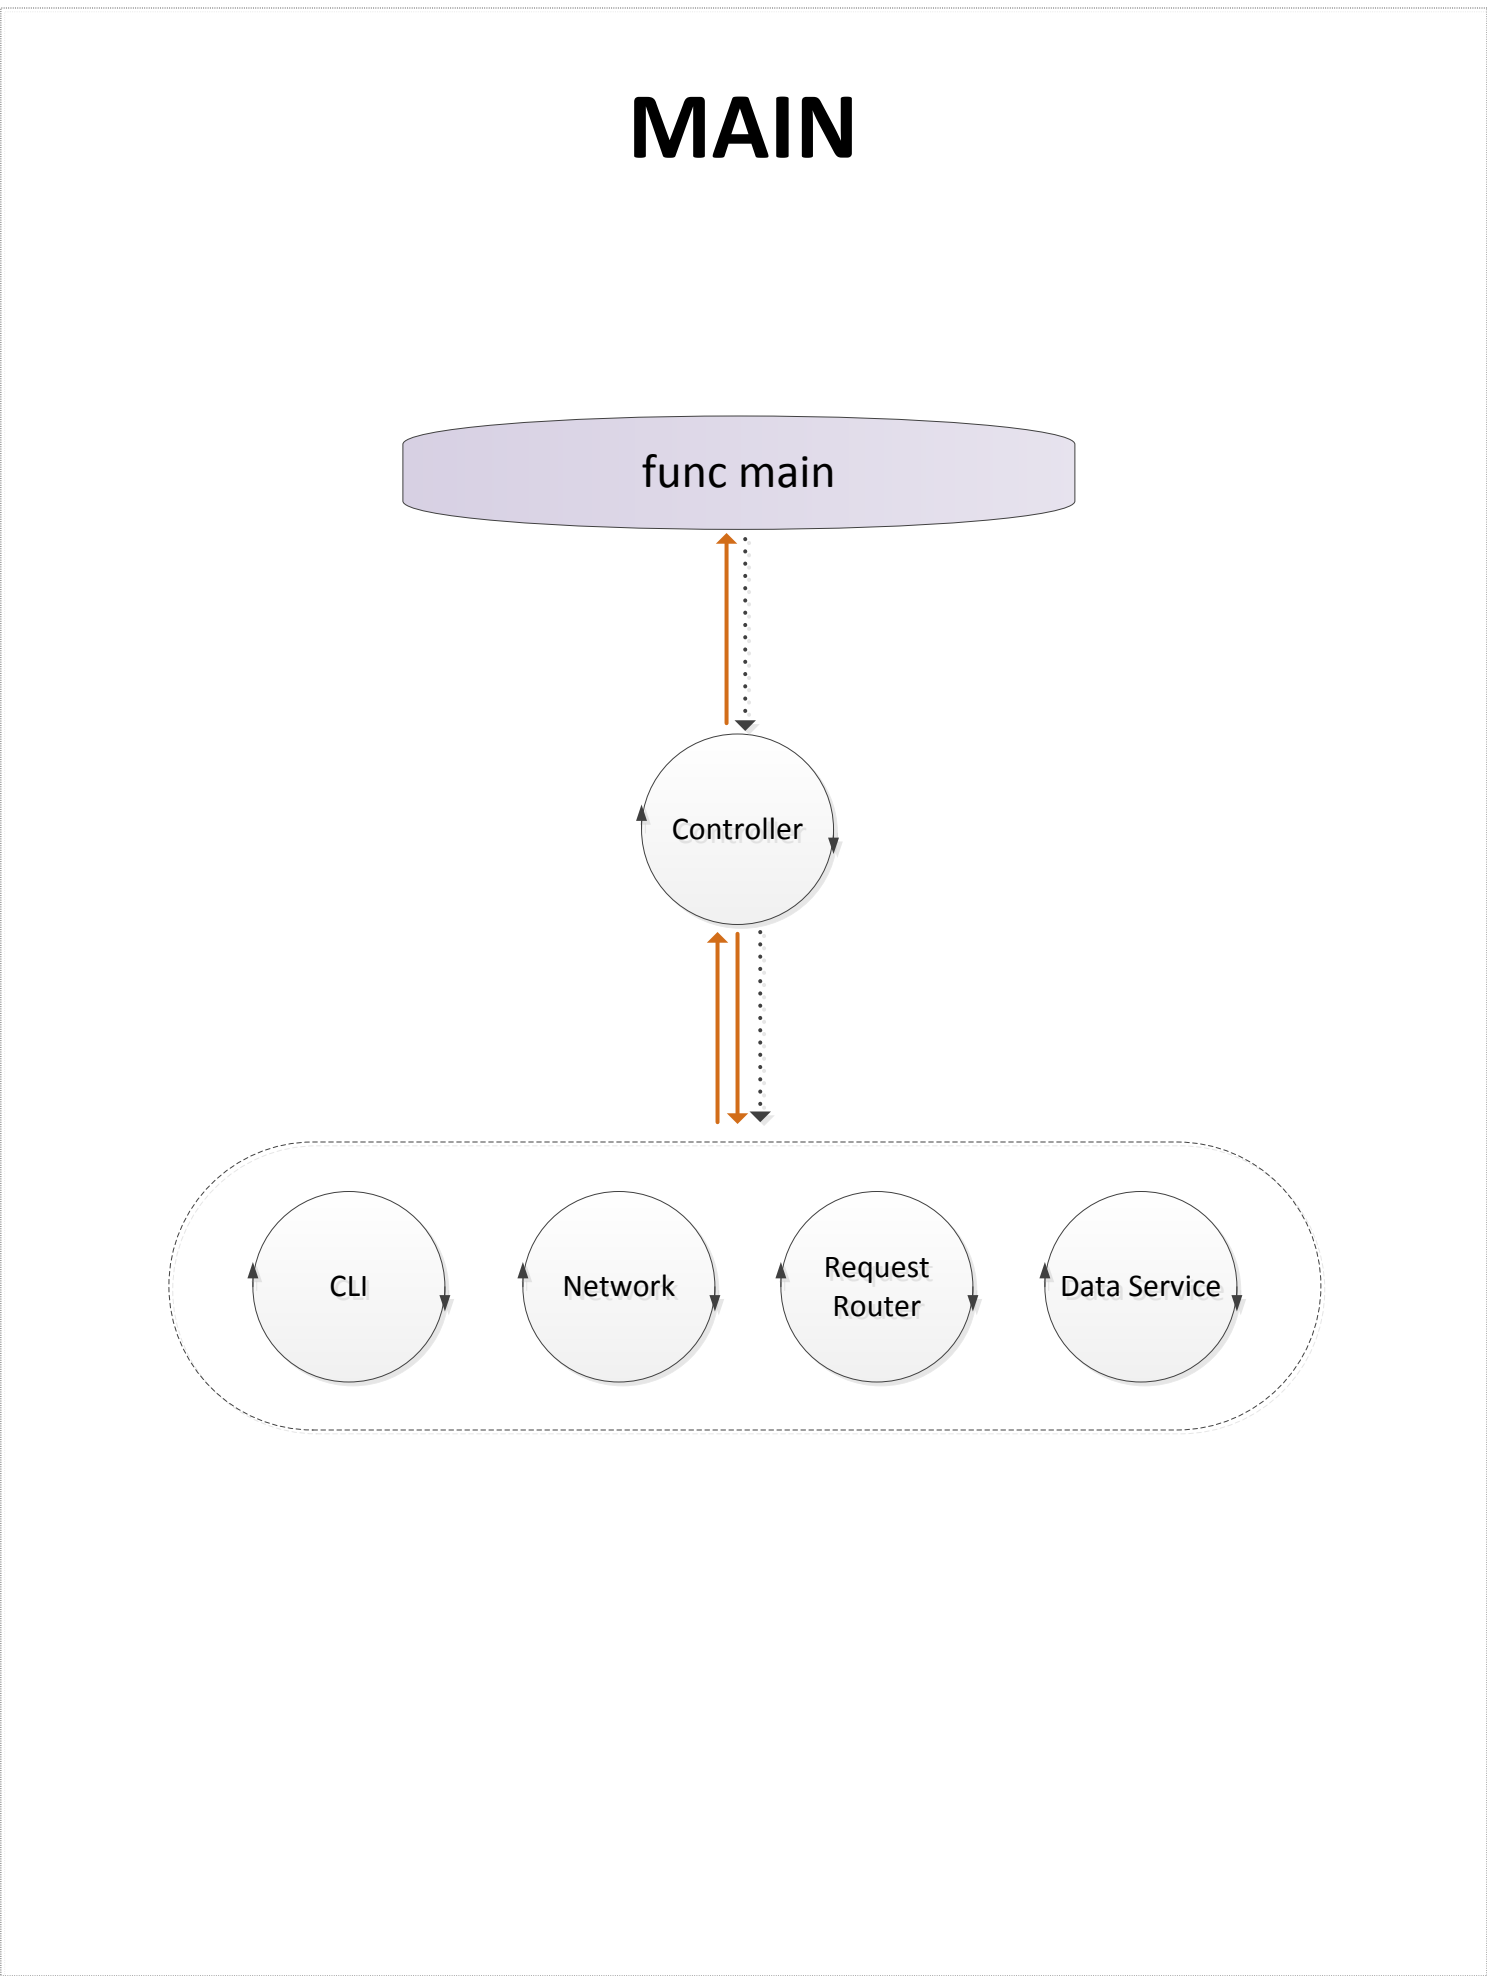 MAIN
func main
Controller
CLI
Network
Request
Router
Data Service